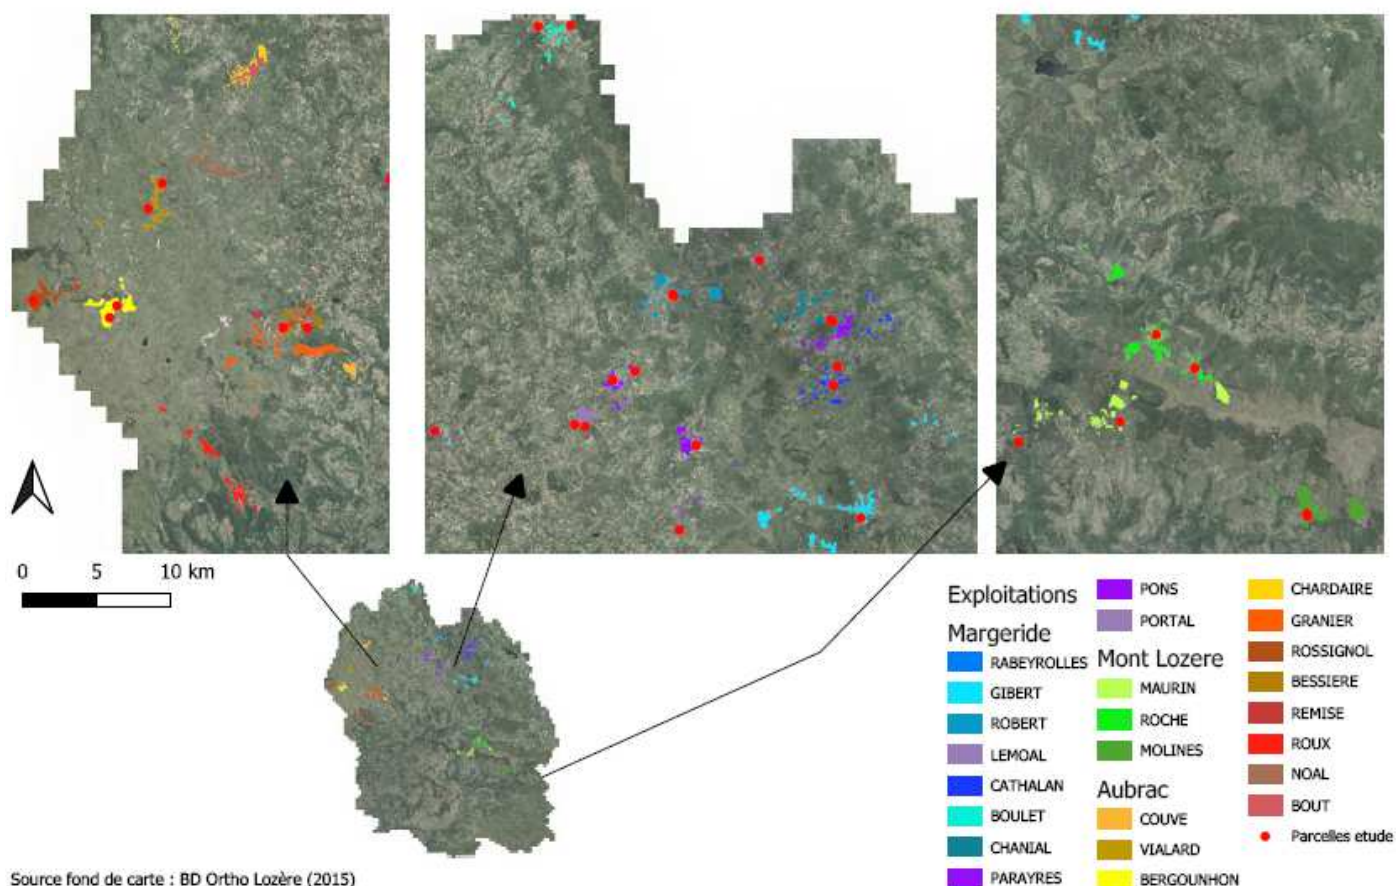 0 5 10 km
Exploitations
Margeride
RABEYROLLES
GIBERT
ROBERT
LEMOAL
CATHALAN
BOULET
CHANIAL
PARAYRES
PONS
PORTAL
Mont Lozere
MAURIN
ROCHE
MOLINES
Aubrac
COUVE
VIALARD
BERGOUNHON
CHARDAIRE
GRANIER
ROSSIGNOL
BESSIERE
REMISE
ROUX
NOAL
BOUT
Parcelles etude
Source fond de carte : BD Ortho Lozère (2015)